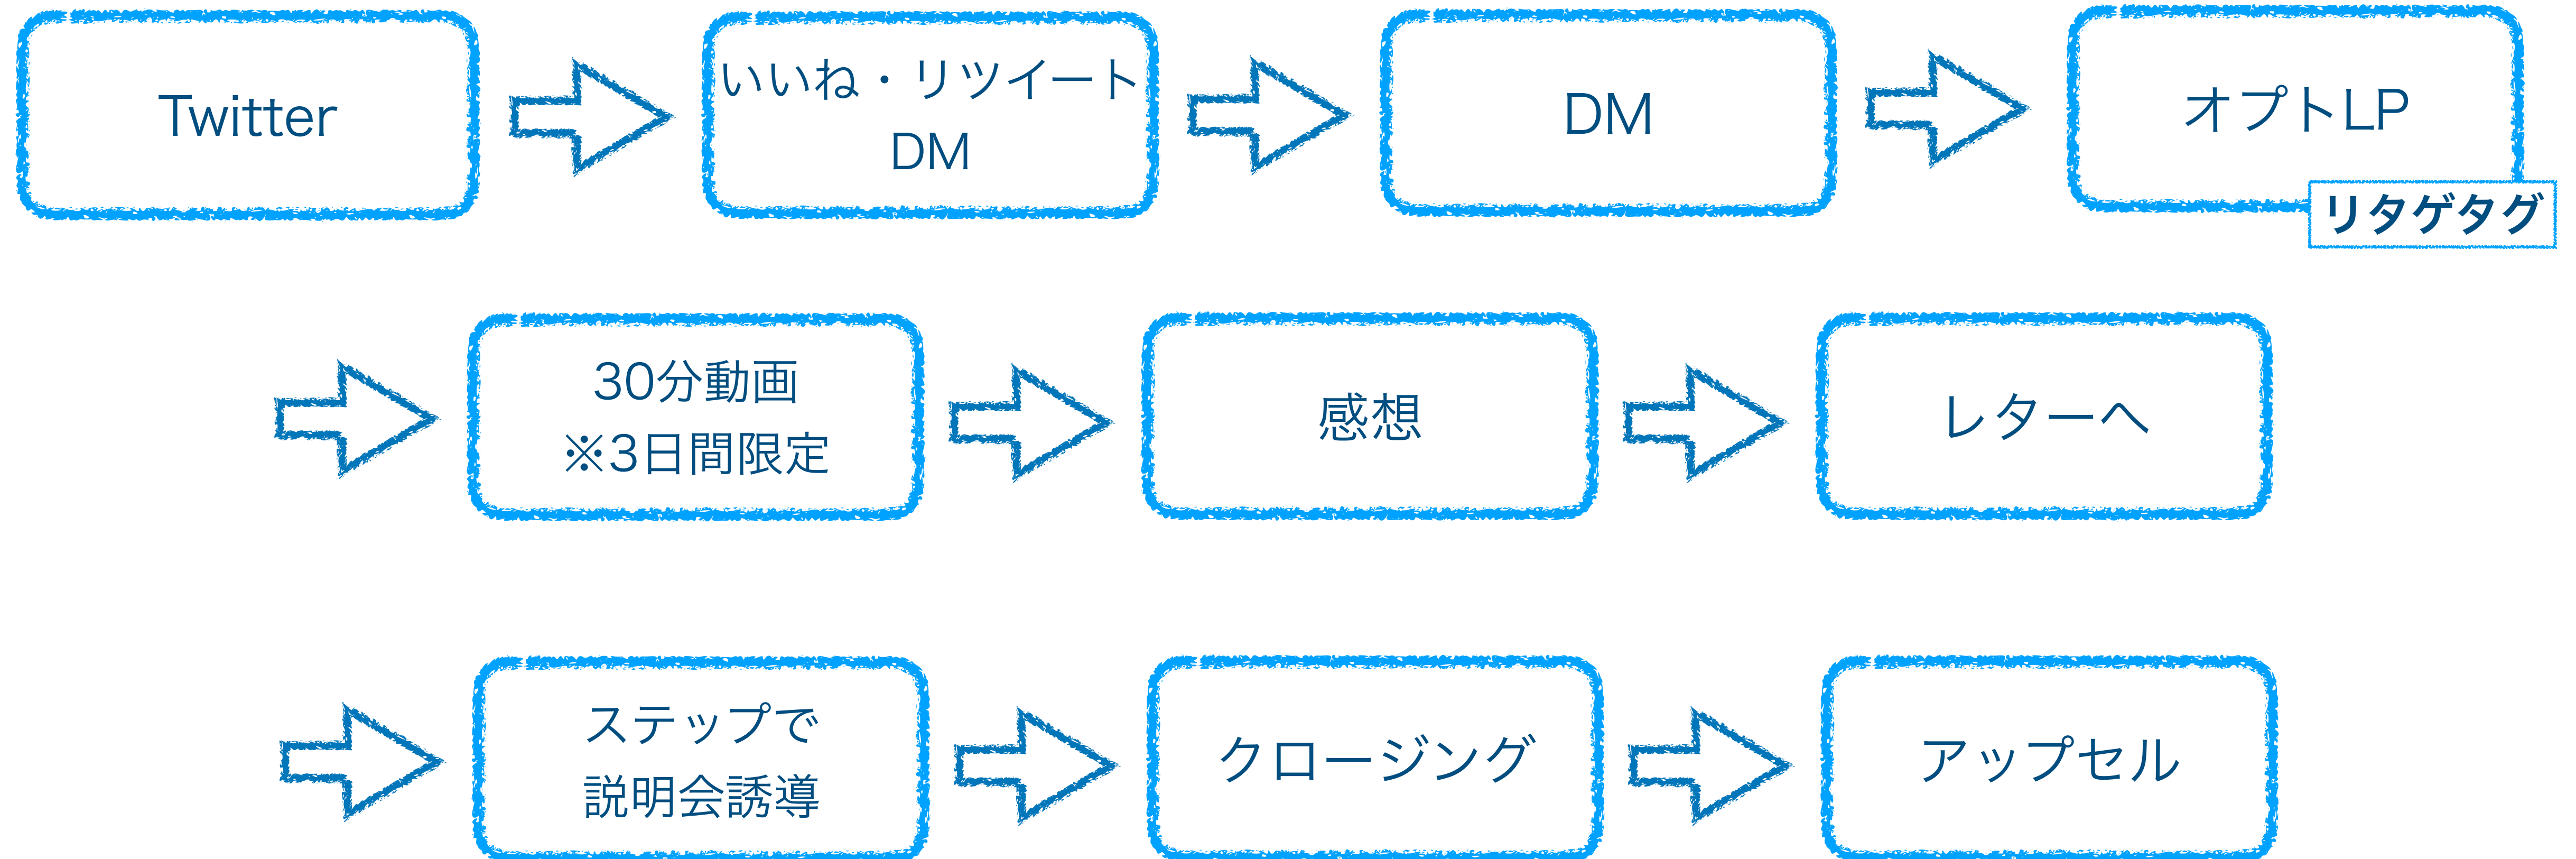 Twitter
いいね・リツイート
DM
DM
オプトLP
リタゲタグ
30分動画
※3日間限定
感想
レターへ
ステップで
説明会誘導
クロージング
アップセル